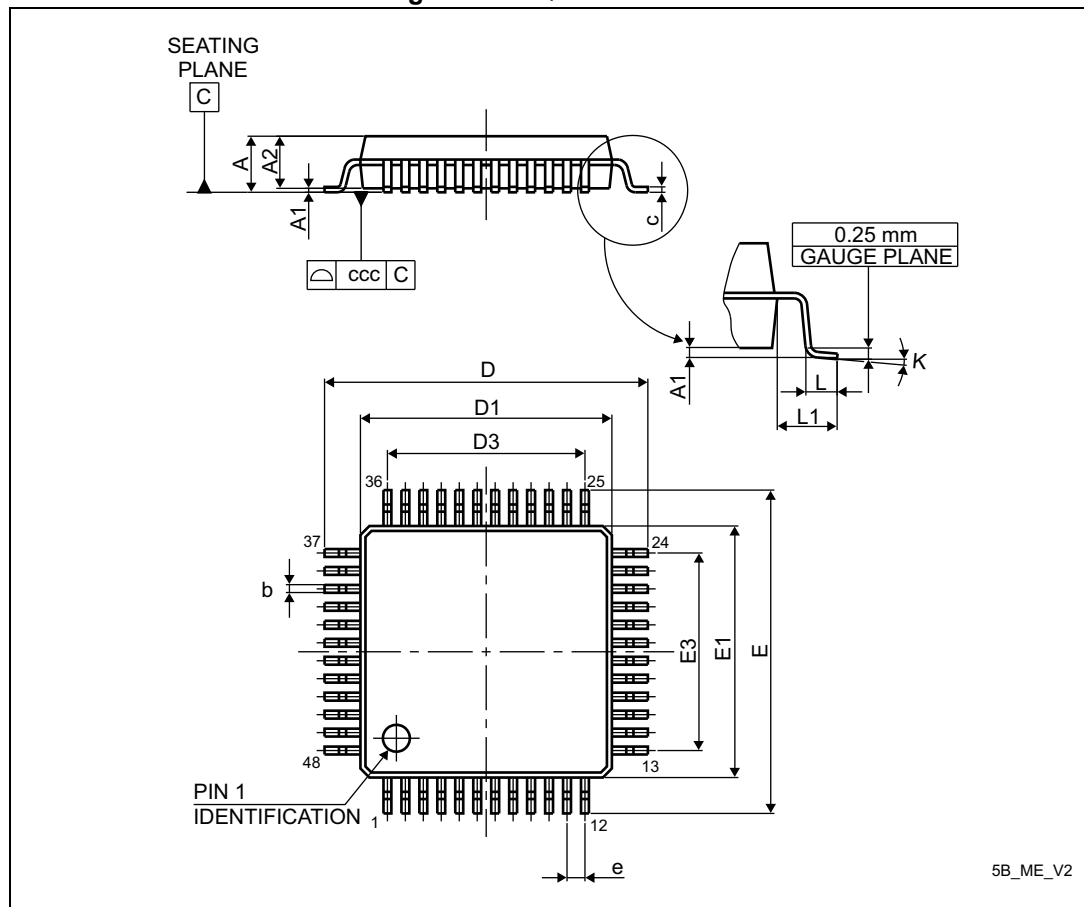 SEATING
PLANE
C
A
A2
A1
c
ccc C
0.25 mm
GAUGE PLANE
A1
K
L
L1
D
D1
D3
36
25
37
24
b
E3
E1
E
48
13
PIN 1
IDENTIFICATION
1
12
e
5B_ME_V2